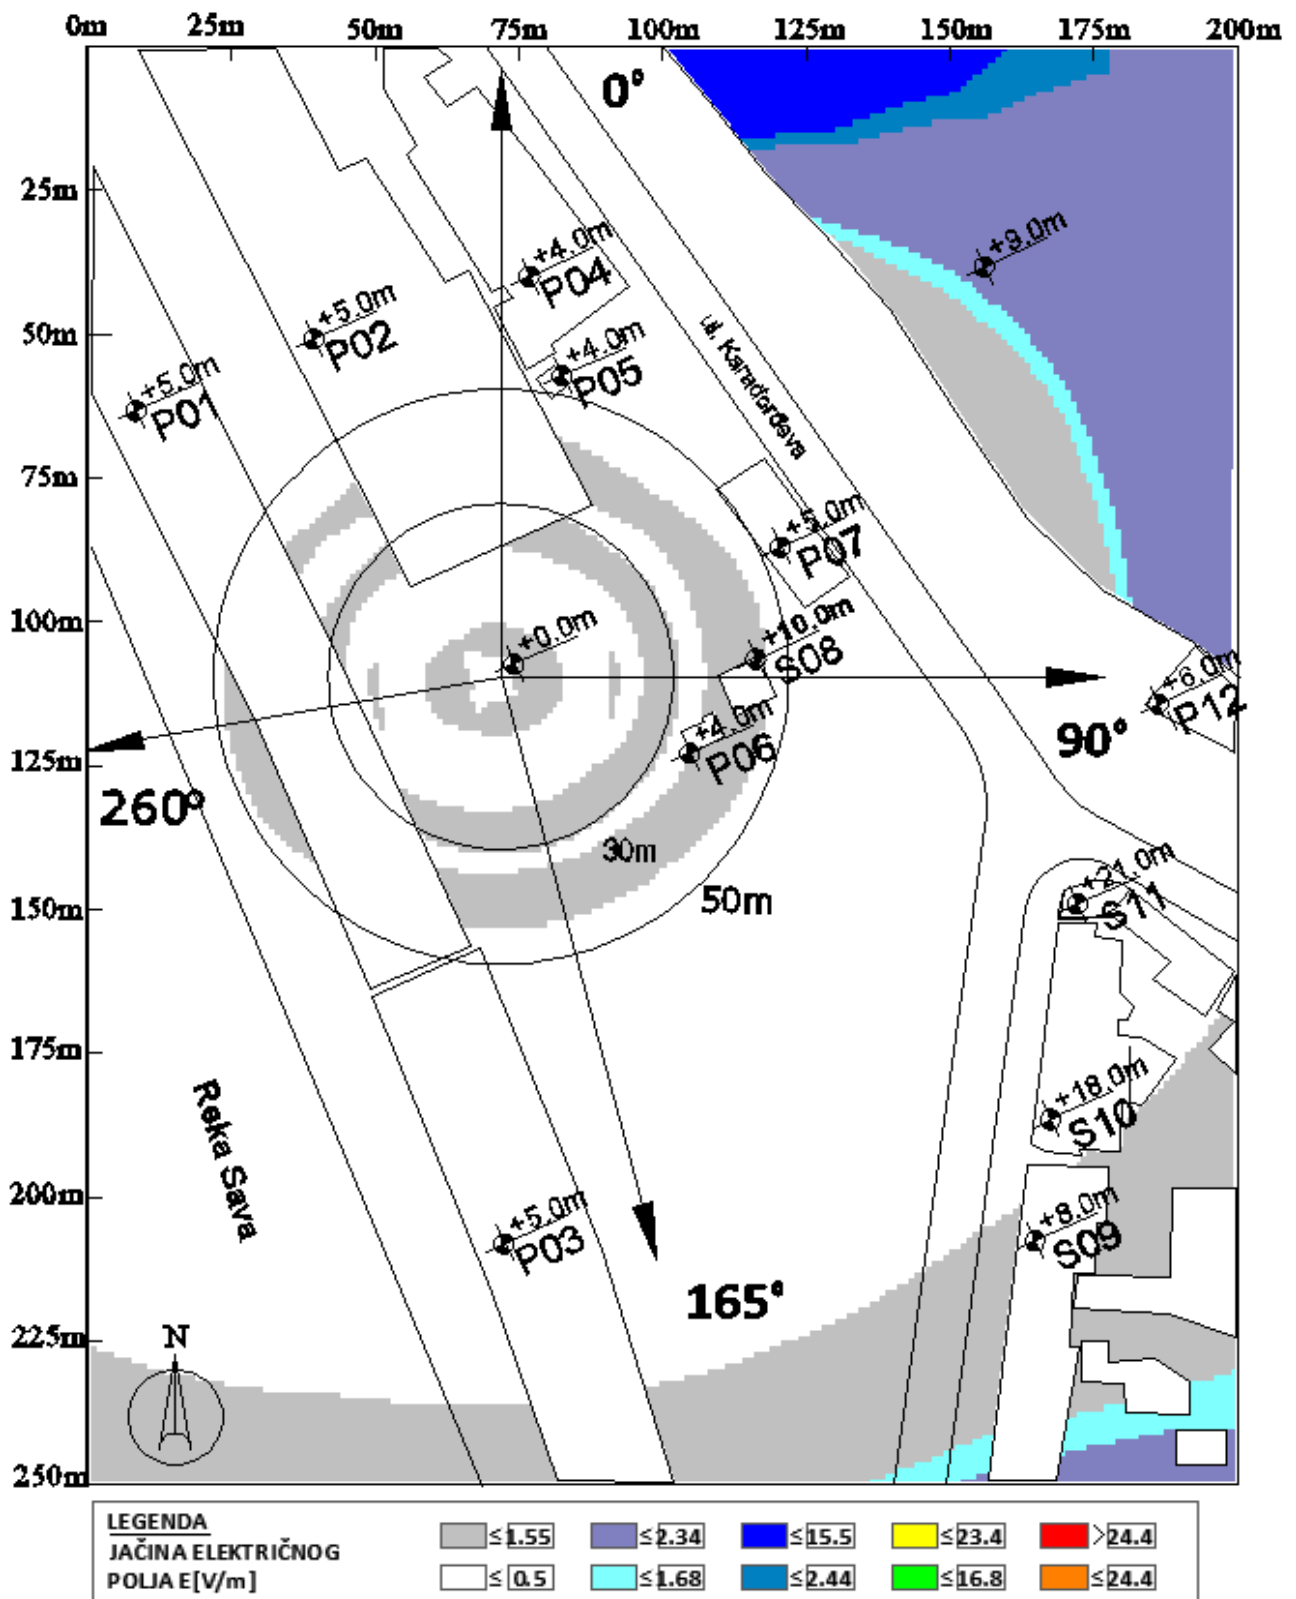 0m 25m 50m 75m 100m 125m 150m 175m 200m
0°
25m
+9.0m
+4.0m
P04
+5.0m
P02
50m
+4.0m
P05
ul. Karađorđeva
+5.0m
P01
75m
+5.0m
P07
100m
+0.0m
+10.0m
S08
+6.0m
P12
+4.0m
P06
90°
125m
260°
30m
50m
+21.0m
S11
150m
175m
+18.0m
S10
Reka Sava
200m
+5.0m
P03
+8.0m
S09
165°
225m
N
250m
LEGENDA
JAČINA ELEKTRIČNOG
POLJA E[V/m]
≤1.55 ≤2.34 ≤15.5 ≤23.4 >24.4
≤ 0.5 ≤1.68 ≤2.44 ≤16.8 ≤24.4